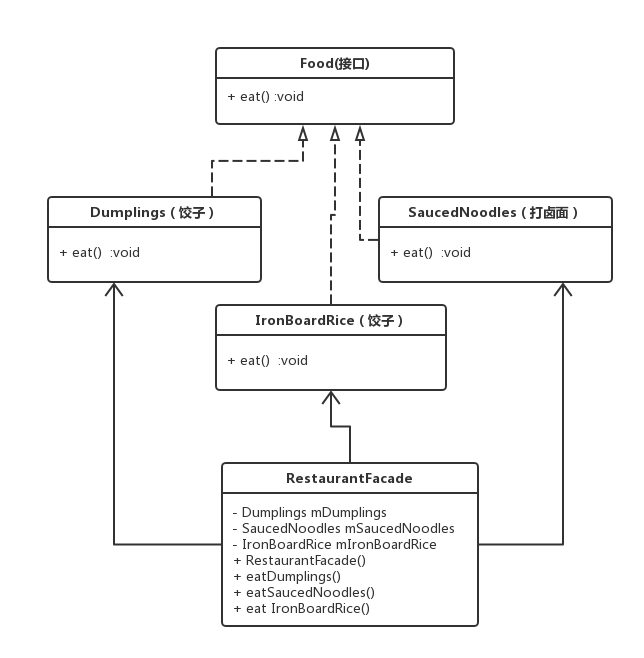 Food(接口)
+ eat() :void
Dumplings（饺子）
+ eat()  :void
SaucedNoodles（打卤面）
+ eat()  :void
IronBoardRice（饺子）
+ eat()  :void
RestaurantFacade
- Dumplings mDumplings
- SaucedNoodles mSaucedNoodles
- IronBoardRice mIronBoardRice
+ RestaurantFacade()
+ eatDumplings()
+ eatSaucedNoodles()
+ eat IronBoardRice()